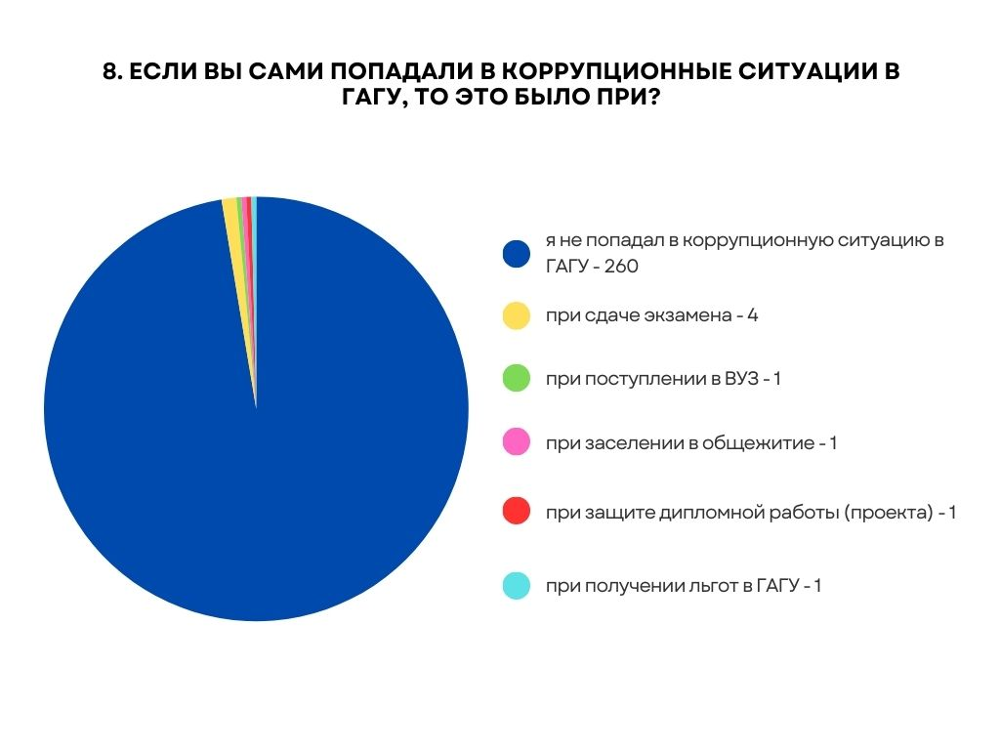 8. ЕСЛИ ВЫ САМИ ПОПАДАЛИ В КОРРУПЦИОННЫЕ СИТУАЦИИ В
ГАГУ, ТО ЭТО БЫЛО ПРИ?
я не попадал в коррупционную ситуацию в
ГАГУ - 260
при сдаче экзамена - 4
при поступлении в ВУЗ - 1
при заселении в общежитие - 1
при защите дипломной работы (проекта) - 1
при получении льгот в ГАГУ - 1